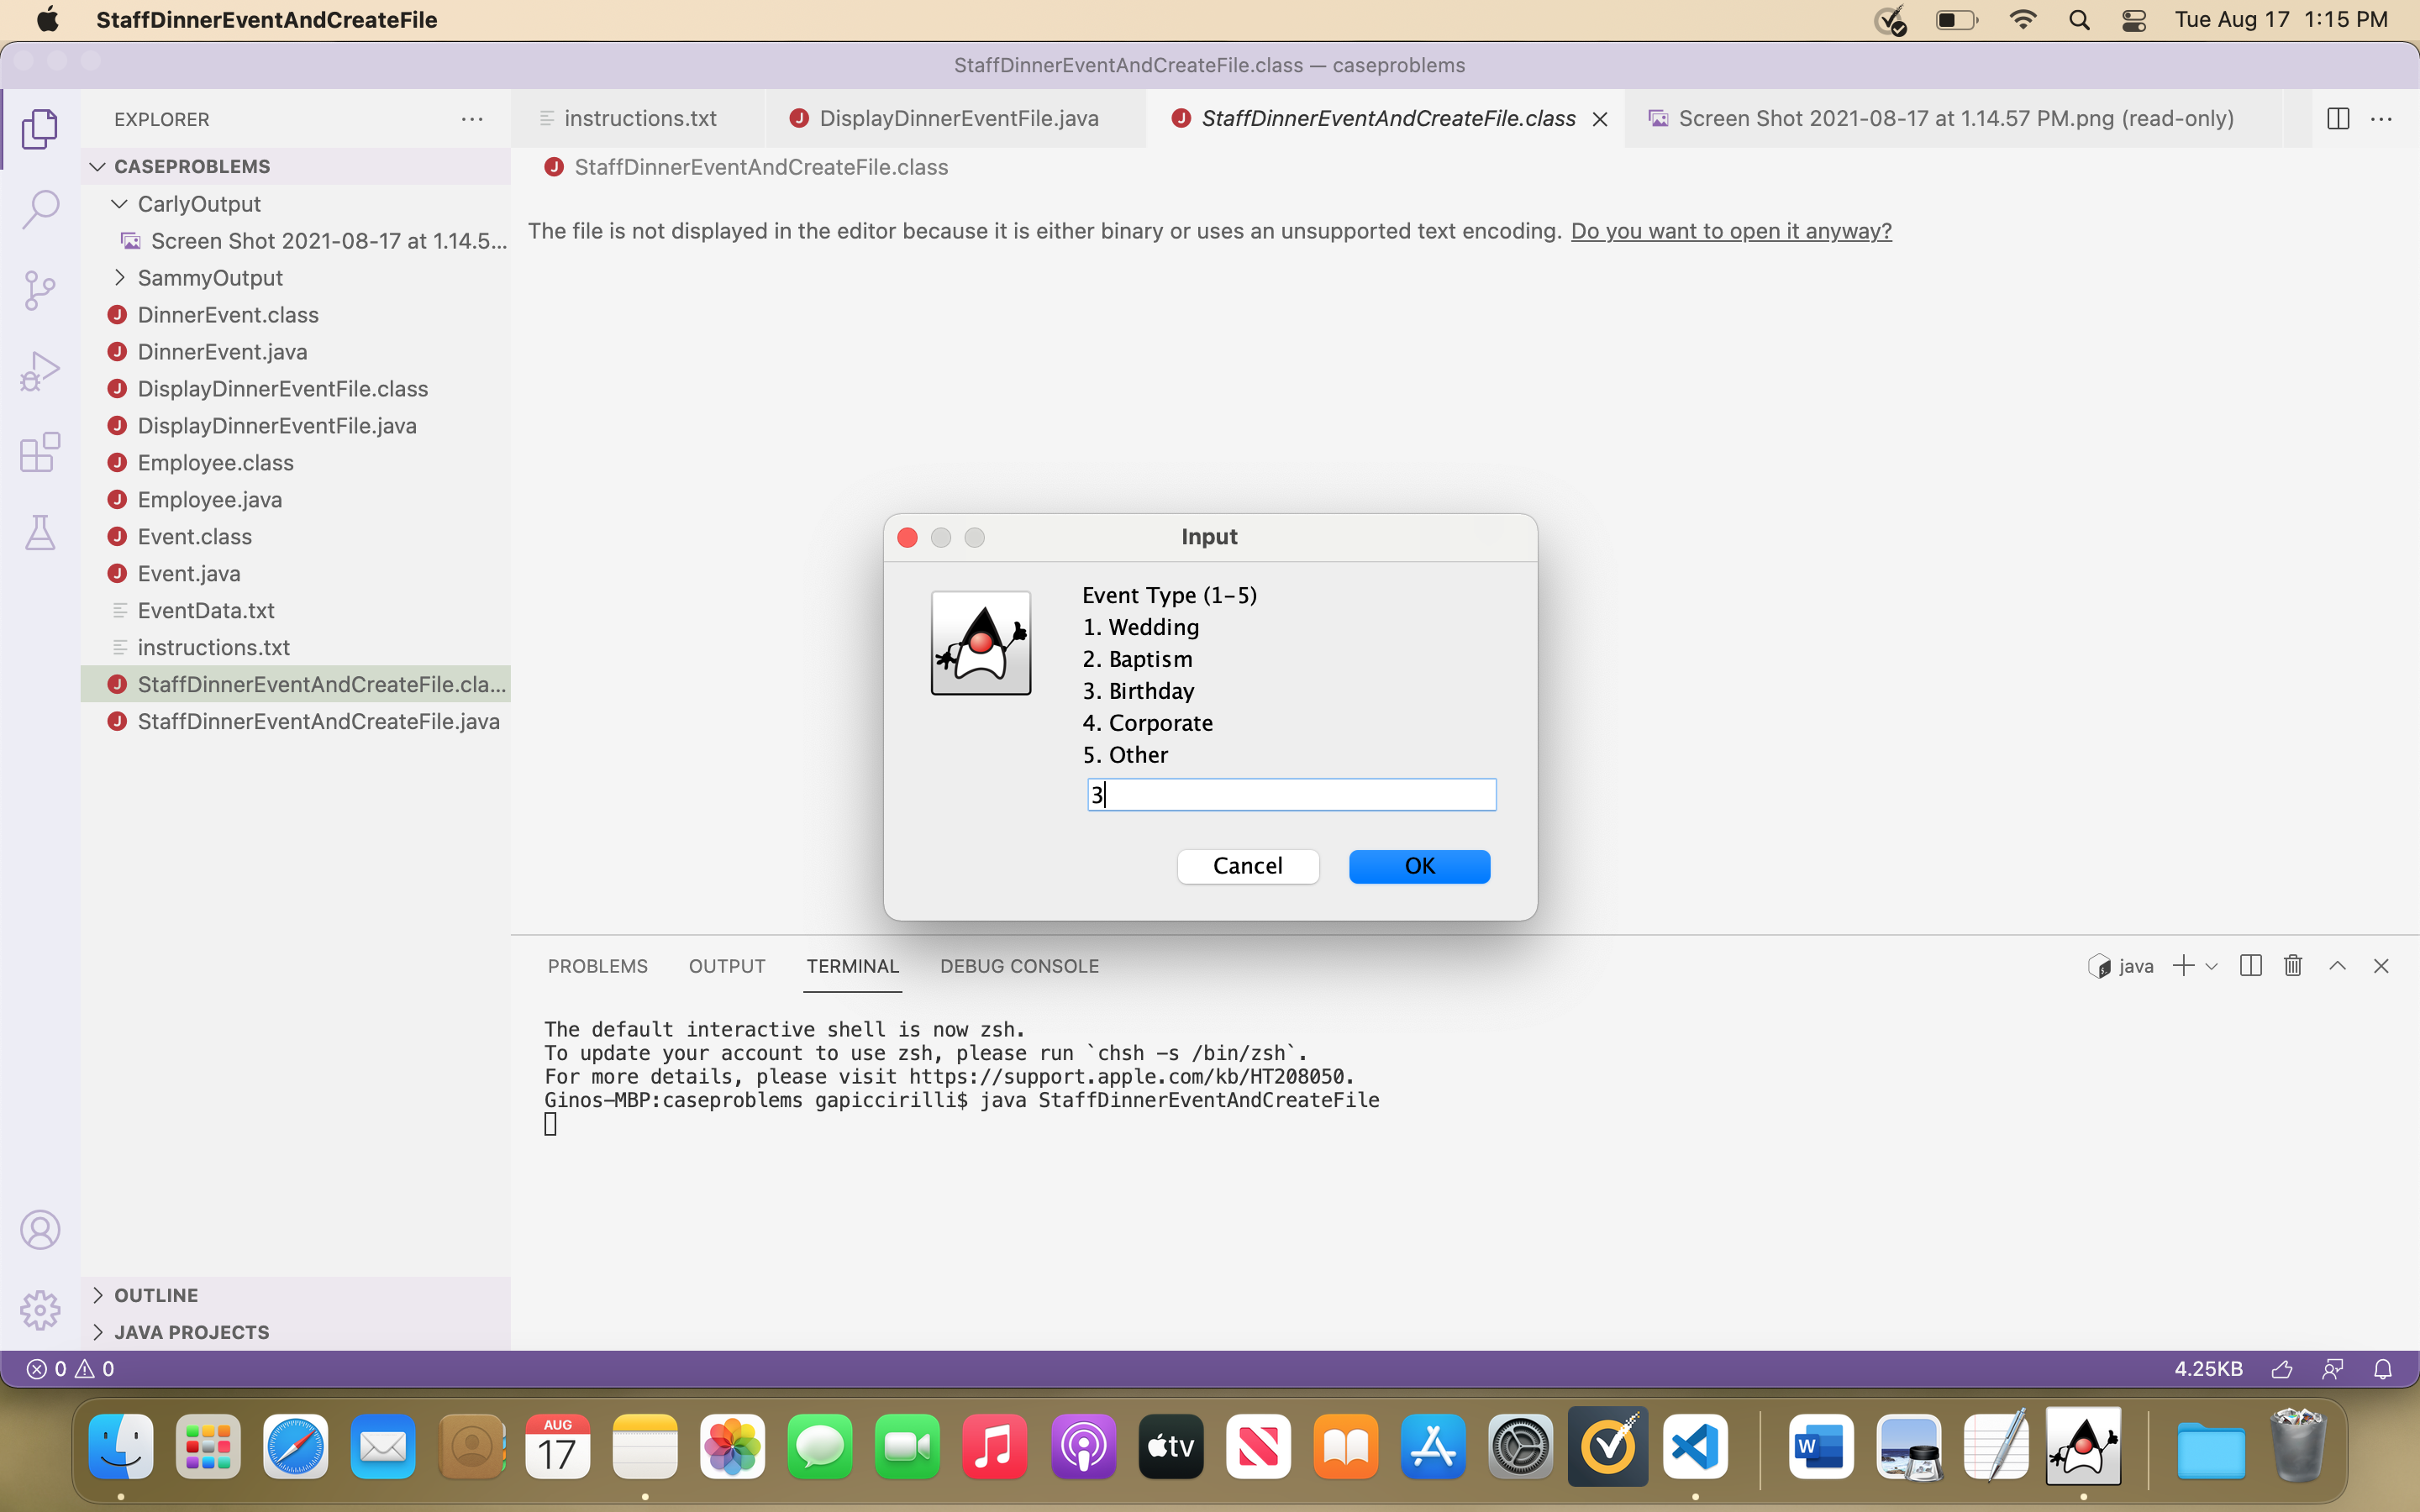 StaffDinnerEventAndCreateFile
Tue Aug 17 1:15 PM
StaffDinnerEventAndCreateFile.class — caseproblems
EXPLORER
instructions.txt
DisplayDinnerEventFile.java
StaffDinnerEventAndCreateFile.class
Screen Shot 2021-08-17 at 1.14.57 PM.png (read-only)
CASEPROBLEMS
StaffDinnerEventAndCreateFile.class
CarlyOutput
The file is not displayed in the editor because it is either binary or uses an unsupported text encoding. Do you want to open it anyway?
Screen Shot 2021-08-17 at 1.14.5...
SammyOutput
DinnerEvent.class
DinnerEvent.java
DisplayDinnerEventFile.class
DisplayDinnerEventFile.java
Employee.class
Employee.java
Event.class
Event.java
EventData.txt
instructions.txt
StaffDinnerEventAndCreateFile.cla...
StaffDinnerEventAndCreateFile.java
Input
Event Type (1-5)
1. Wedding
2. Baptism
3. Birthday
4. Corporate
5. Other
3
Cancel
OK
PROBLEMS
OUTPUT
TERMINAL
DEBUG CONSOLE
java
The default interactive shell is now zsh.
To update your account to use zsh, please run `chsh -s /bin/zsh`.
For more details, please visit https://support.apple.com/kb/HT208050.
Ginos-MBP:caseproblems gapiccirilli$ java StaffDinnerEventAndCreateFile
OUTLINE
JAVA PROJECTS
0
0
4.25KB
AUG
17
tv
W